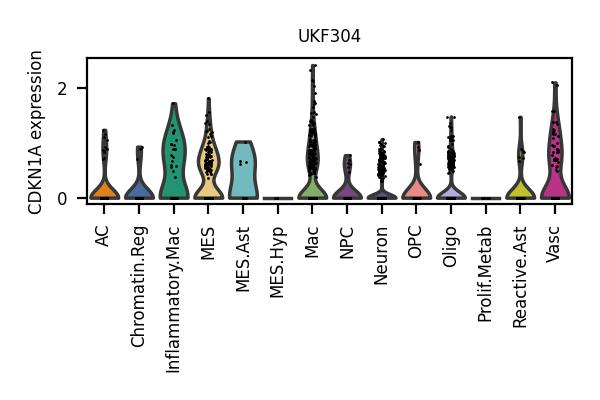 UKF304
CDKN1A expression
2
0
AC
Chromatin.Reg
Inflammatory.Mac
MES
MES.Ast
MES.Hyp
Mac
NPC
Neuron
OPC
Oligo
Prolif.Metab
Reactive.Ast
Vasc